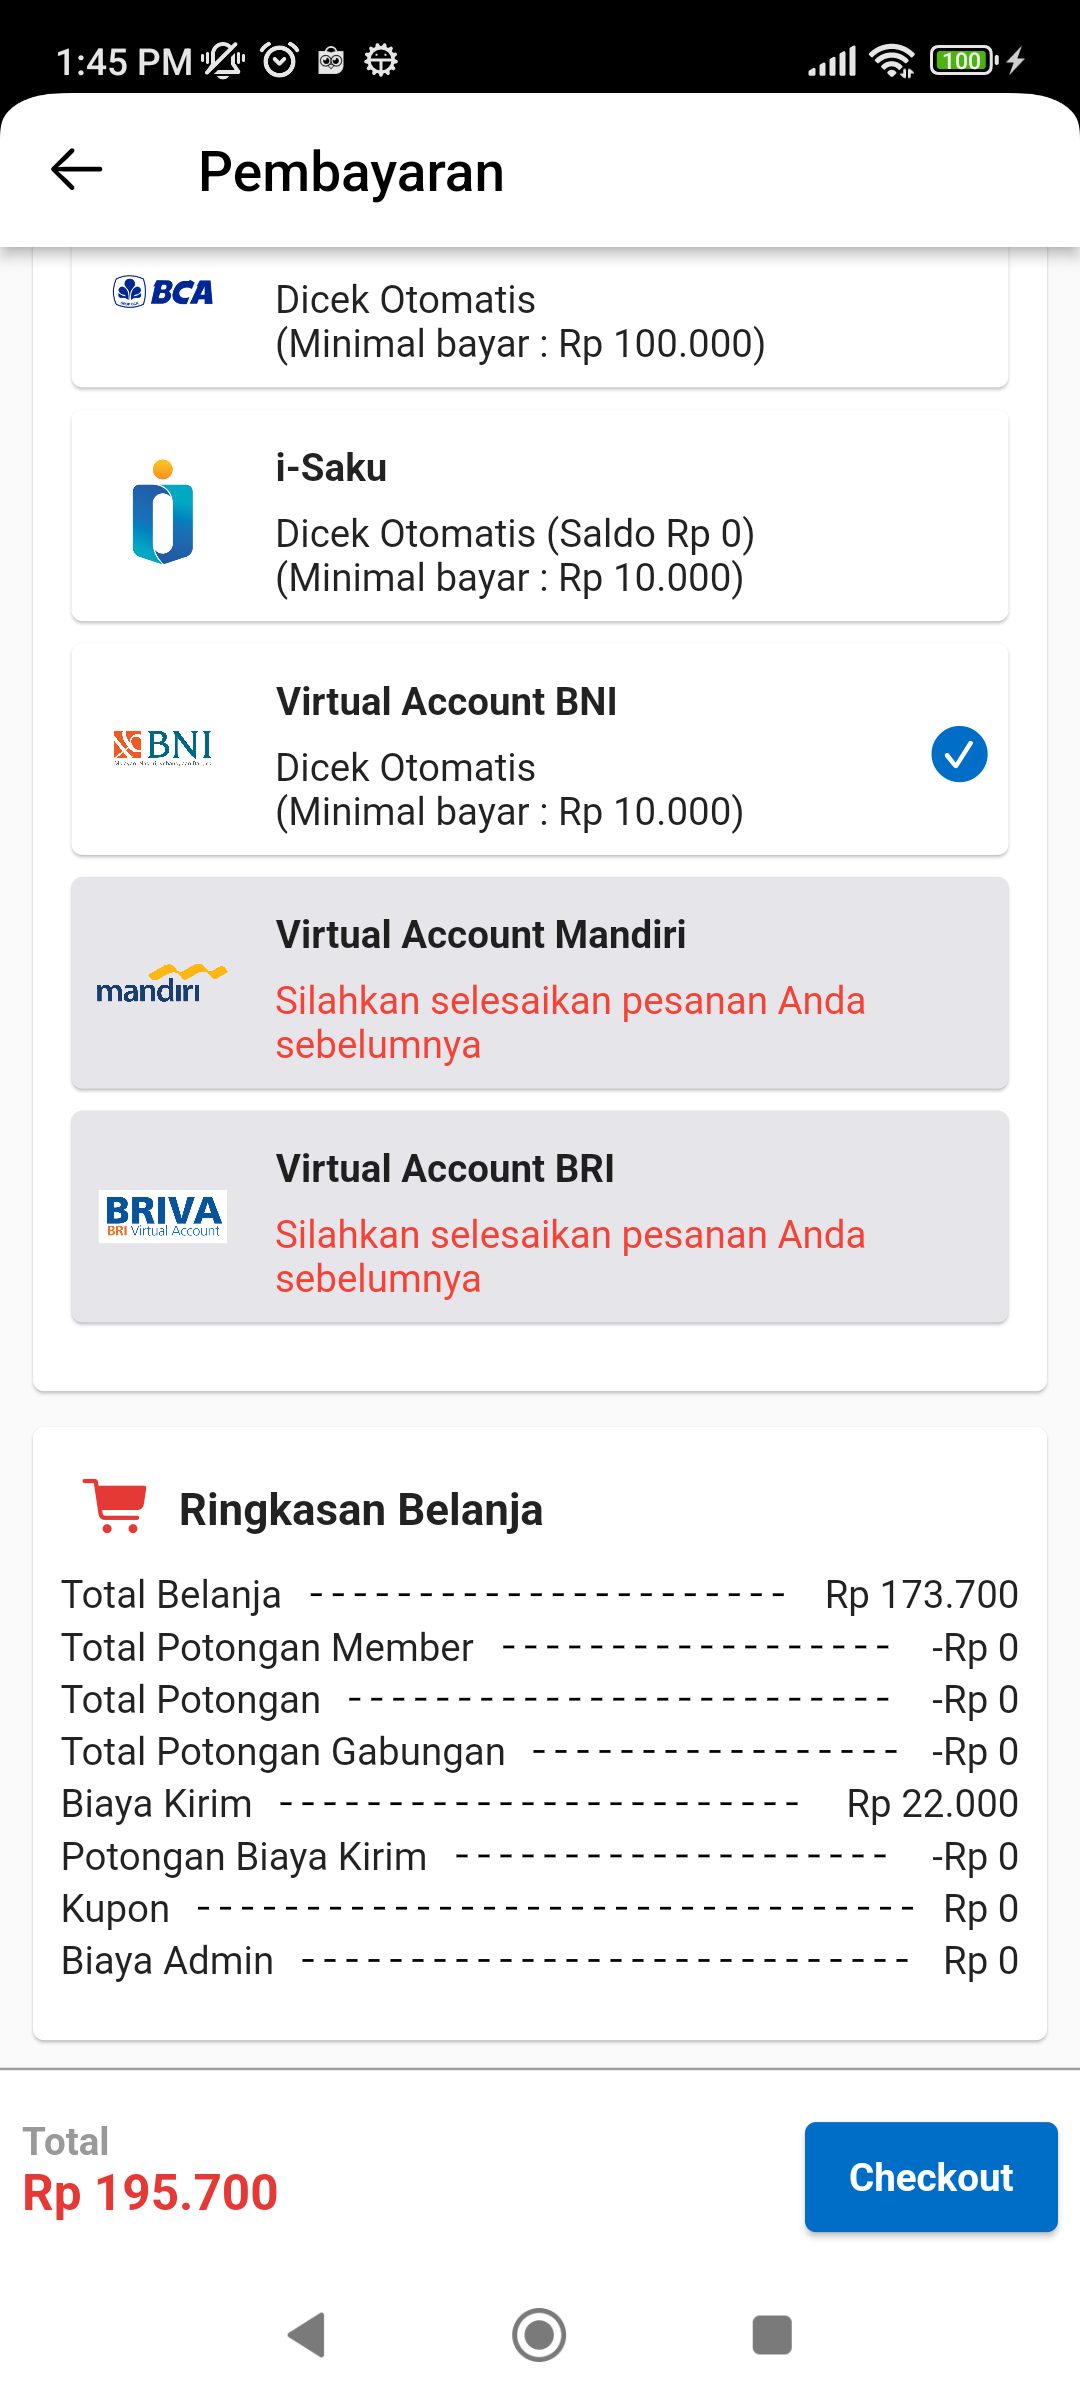 1:45 PM
100
Pembayaran
BCA
Dicek Otomatis
(Minimal bayar : Rp 100.000)
i-Saku
Dicek Otomatis (Saldo Rp 0)
(Minimal bayar : Rp 10.000)
Virtual Account BNI
BNI
Dicek Otomatis
(Minimal bayar : Rp 10.000)
Virtual Account Mandiri
mandiri
Silahkan selesaikan pesanan Anda
sebelumnya
Virtual Account BRI
BRIVA
BRI Virtual Account
Silahkan selesaikan pesanan Anda
sebelumnya
Ringkasan Belanja
Total Belanja ---------------------- Rp 173.700
Total Potongan Member ------------------ -Rp 0
Total Potongan ------------------------- -Rp 0
Total Potongan Gabungan ----------------- -Rp 0
Biaya Kirim ------------------------ Rp 22.000
Potongan Biaya Kirim -------------------- -Rp 0
Kupon --------------------------------- Rp 0
Biaya Admin ---------------------------- Rp 0
Total
Rp 195.700
Checkout